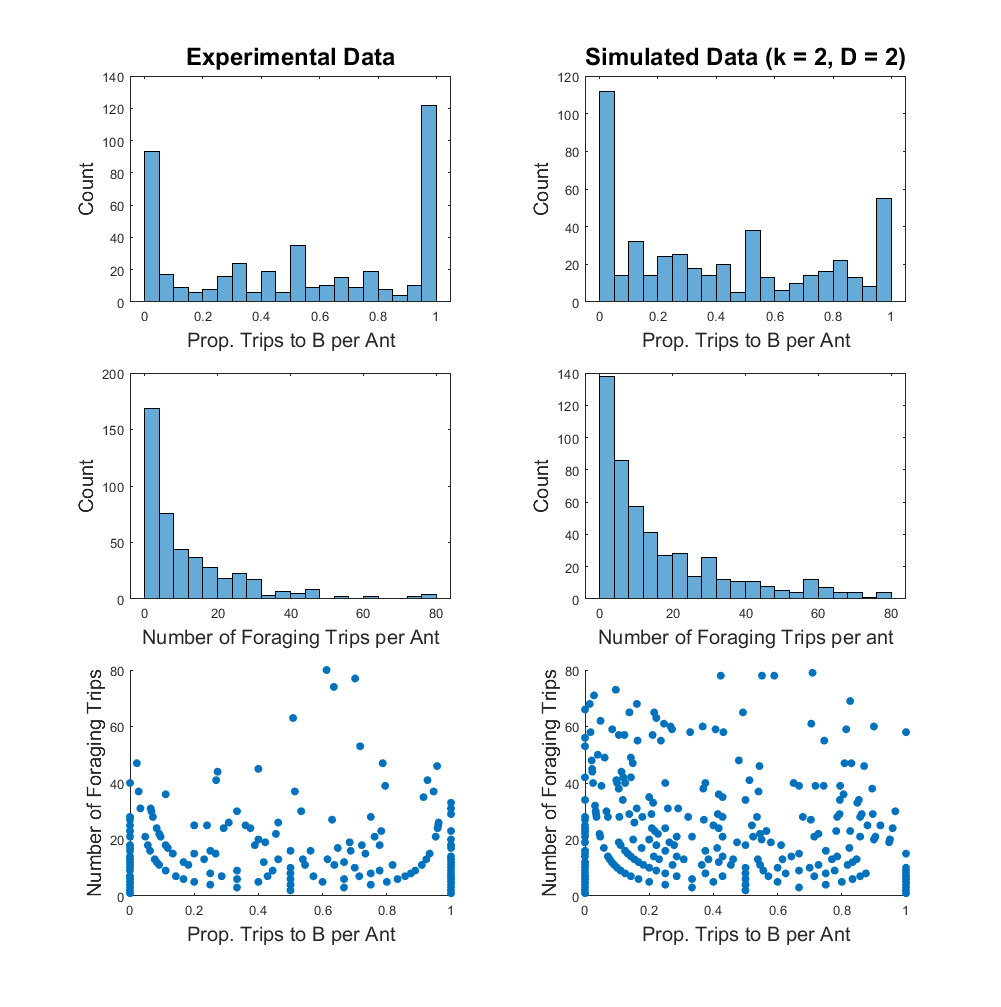 Experimental Data
140
120
100
80
60
40
20
0
Count
0 0.2 0.4 0.6 0.8 1
Prop. Trips to B per Ant
Simulated Data (k = 2, D = 2)
120
100
80
60
40
20
0
Count
0 0.2 0.4 0.6 0.8 1
Prop. Trips to B per Ant
200
150
100
50
0
Count
0 20 40 60 80
Number of Foraging Trips per Ant
140
120
100
80
60
40
20
0
Count
0 20 40 60 80
Number of Foraging Trips per ant
80
60
40
20
0
Number of Foraging Trips
0 0.2 0.4 0.6 0.8 1
Prop. Trips to B per Ant
80
60
40
20
0
Number of Foraging Trips
0 0.2 0.4 0.6 0.8 1
Prop. Trips to B per Ant